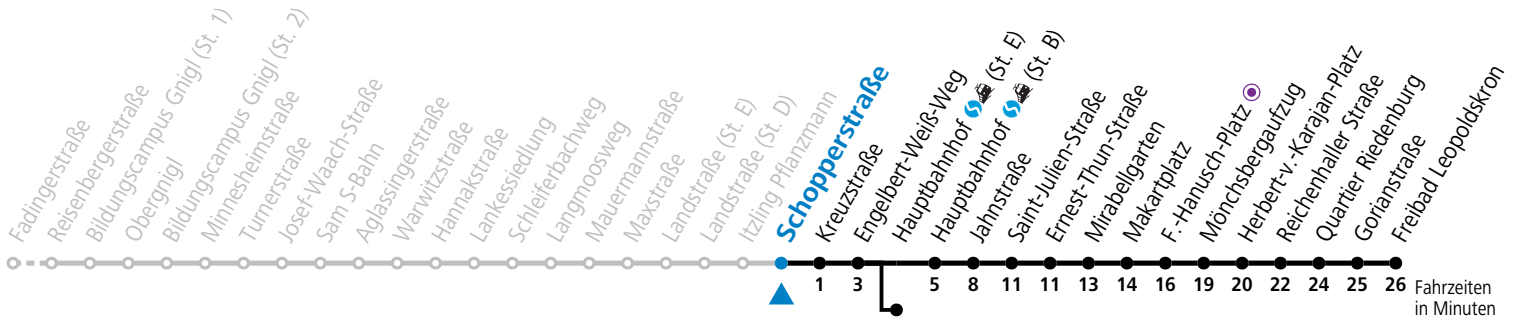 Fadingerstraße
Reisenbergerstraße
Bildungscampus Gnigl (St. 1)
Obergnigl
Bildungscampus Gnigl (St. 2)
Minnesheimstraße
Turnerstraße
Josef-Waach-Straße
Sam S-Bahn
Aglassingerstraße
Warwitzstraße
Hannakstraße
Lankessiedlung
Schleiferbachweg
Langmoosweg
Mauermannstraße
Maxstraße
Landstraße (St. E)
Landstraße (St. D)
Itzling Pflanzmann
Schopperstraße
Kreuzstraße
Engelbert-Weiß-Weg
Hauptbahnhof (St. E)
Hauptbahnhof (St. B)
Jahnstraße
Saint-Julien-Straße
Ernest-Thun-Straße
Mirabellgarten
Makartplatz
F.-Hanusch-Platz
Mönchsbergaufzug
Herbert-v.-Karajan-Platz
Reichenhaller Straße
Quartier Riedenburg
Gorianstraße
Freibad Leopoldskron
1 3 5 8 11 11 13 14 16 19 20 22 24 25 26 Fahrzeiten
in Minuten